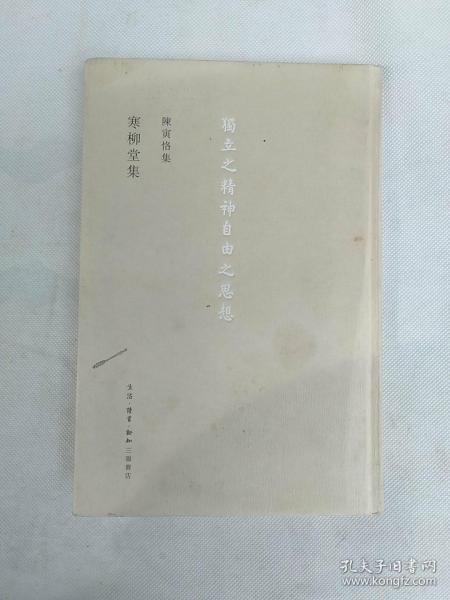 獨立之精神自由之思想
陳寅恪集
寒柳堂集
生活·讀書·新知三聯書店
孔夫子旧书网
www.kongfz.com